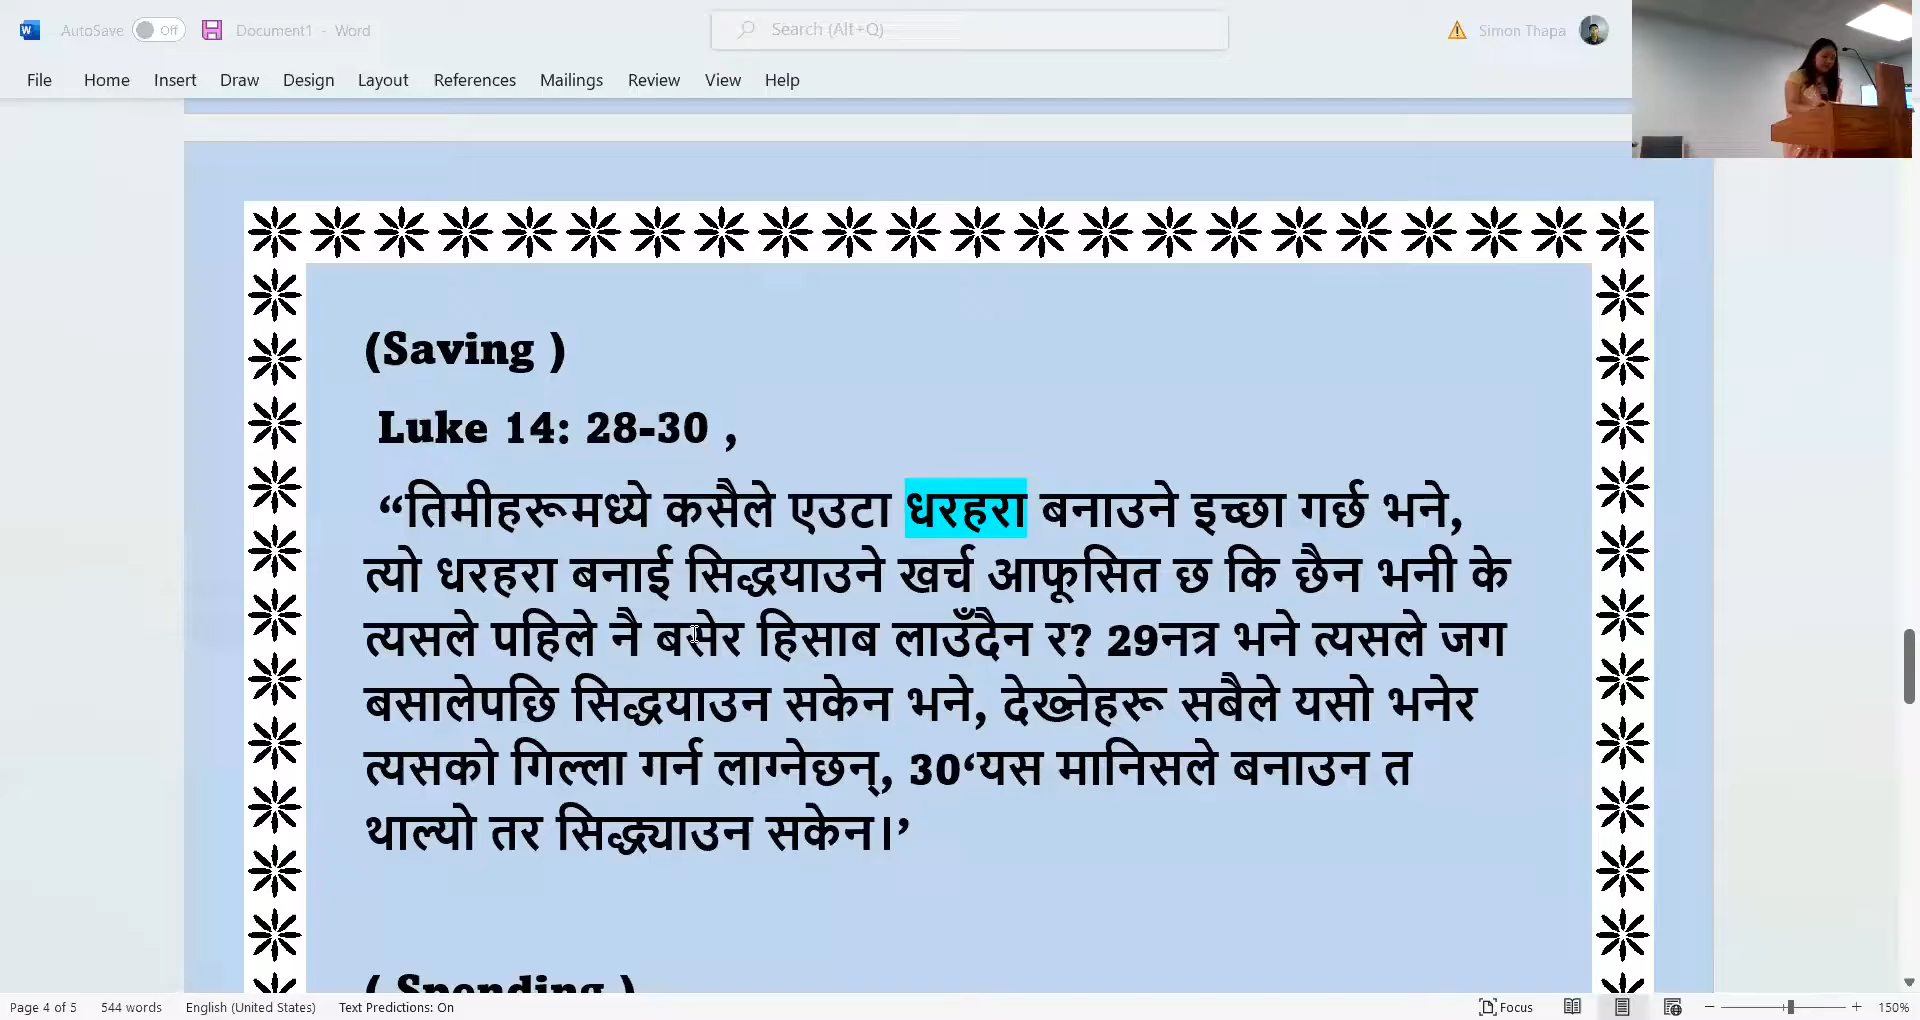 AutoSave Off Document1 - Word Search (Alt+Q) Simon Thapa
File Home Insert Draw Design Layout References Mailings Review View Help
(Saving )
Luke 14: 28-30 ,
“तिमीहरूमध्ये कसैले एउटा धरहरा बनाउने इच्छा गर्छ भने,
त्यो धरहरा बनाई सिद्धयाउने खर्च आफूसित छ कि छैन भनी के
त्यसले पहिले नै बसेर हिसाब लाउँदैन र? 29नत्र भने त्यसले जग
बसालेपछि सिद्धयाउन सकेन भने, देख्नेहरू सबैले यसो भनेर
त्यसको गिल्ला गर्न लाग्नेछन्, 30‘यस मानिसले बनाउन त
थाल्यो तर सिद्ध्याउन सकेन।’
( Spending )
Page 4 of 5 544 words English (United States) Text Predictions: On Focus 150%